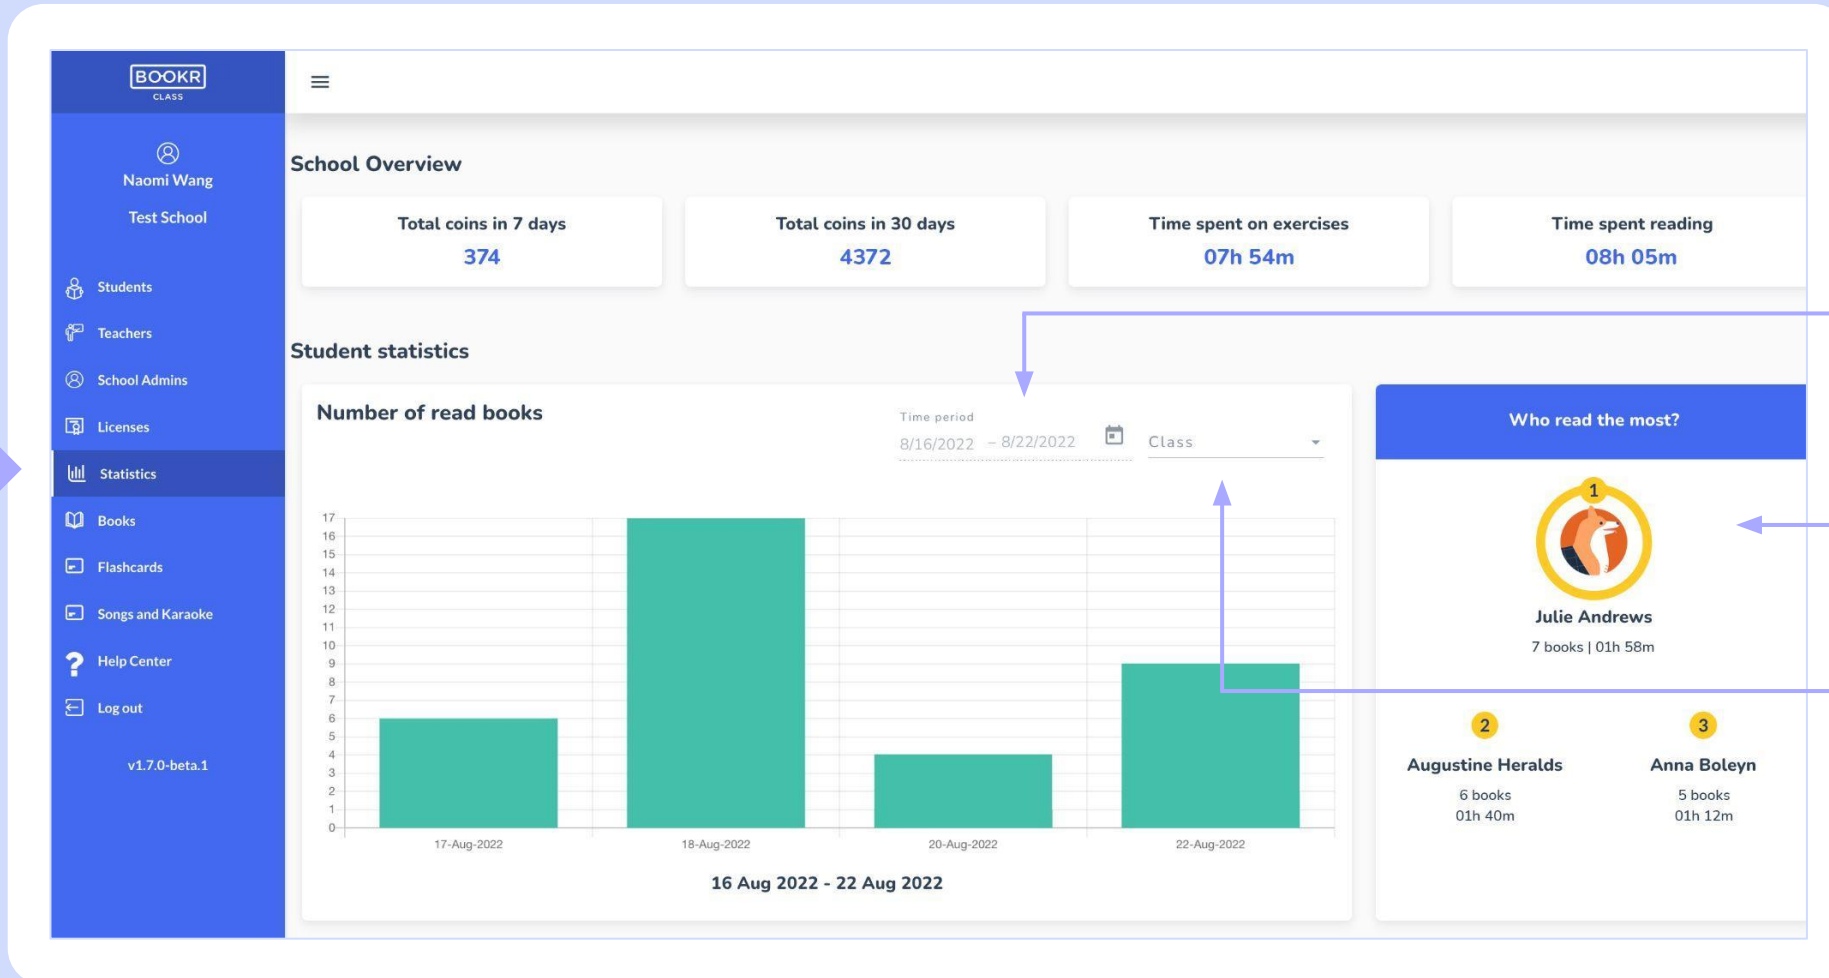 BOOKR
CLASS
Naomi Wang
Test School
Students
Teachers
School Admins
Licenses
Statistics
Books
Flashcards
Songs and Karaoke
Help Center
Log out
v1.7.0-beta.1
School Overview
Total coins in 7 days
374
Total coins in 30 days
4372
Time spent on exercises
07h 54m
Time spent reading
08h 05m
Student statistics
Number of read books
Time period
8/16/2022 – 8/22/2022
Class
17
16
15
14
13
12
11
10
9
8
7
6
5
4
3
2
1
0
17-Aug-2022
18-Aug-2022
20-Aug-2022
22-Aug-2022
16 Aug 2022 - 22 Aug 2022
Who read the most?
1
Julie Andrews
7 books | 01h 58m
2
Augustine Heralds
6 books
01h 40m
3
Anna Boleyn
5 books
01h 12m